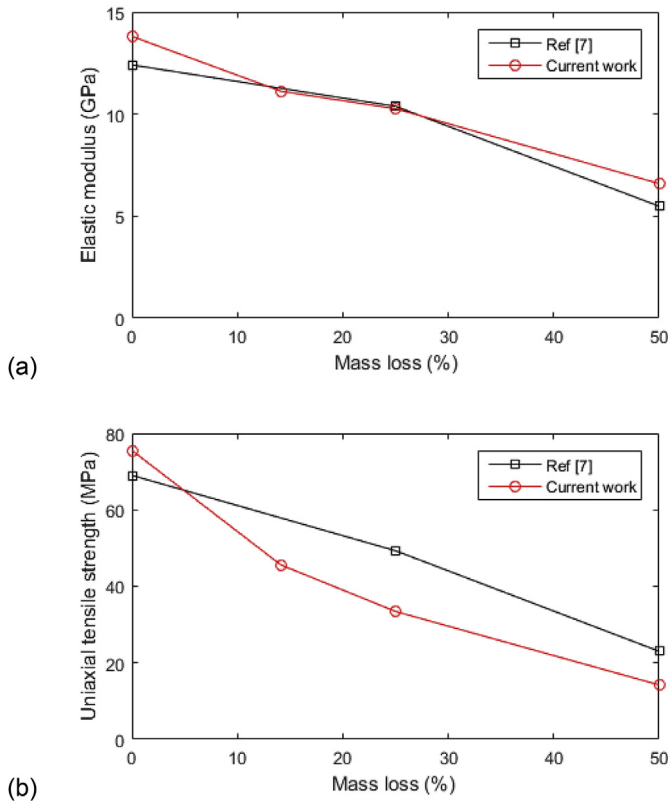 15
10
5
0
Elastic modulus (GPa)
Ref [7]
Current work
0 10 20 30 40 50
Mass loss (%)
(a)
80
60
40
20
0
Uniaxial tensile strength (MPa)
Ref [7]
Current work
0 10 20 30 40 50
Mass loss (%)
(b)